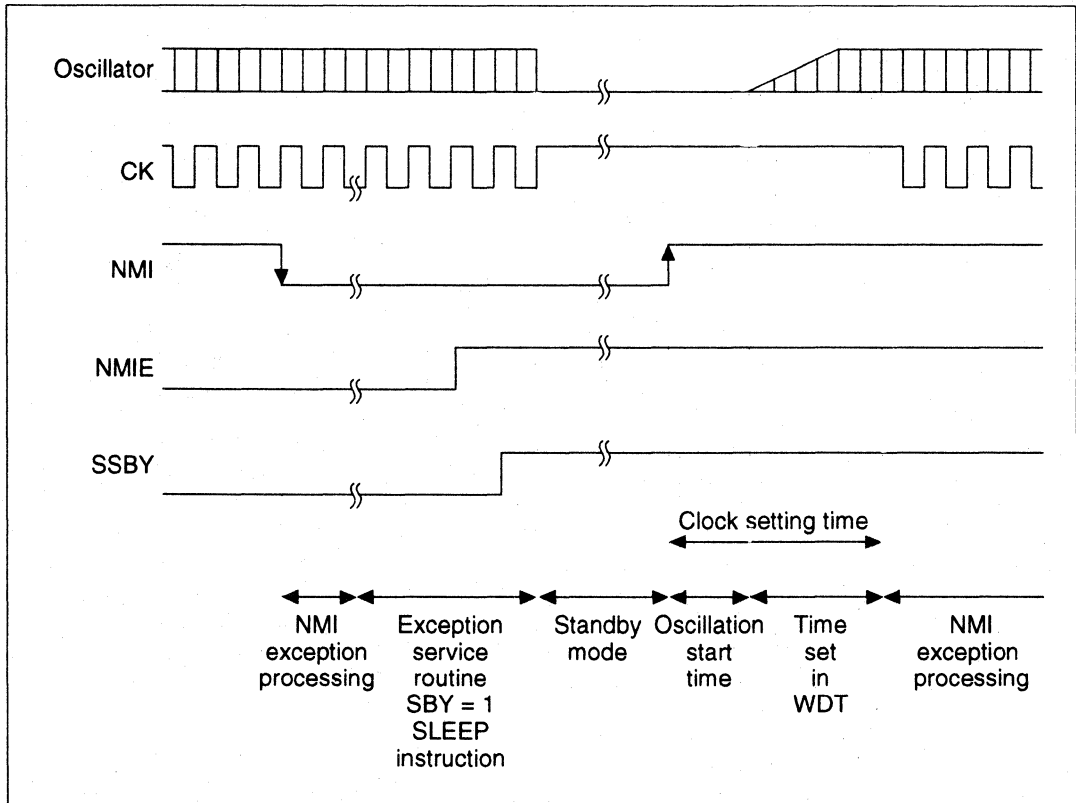 Oscillator
CK
NMI
NMIE
SSBY
Clock setting time
NMI
exception
processing
Exception
service
routine
SBY = 1
SLEEP
instruction
Standby
mode
Oscillation
start
time
Time
set
in
WDT
NMI
exception
processing